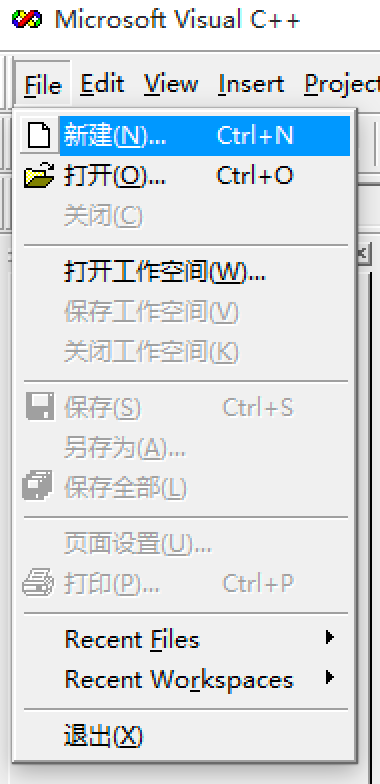 Microsoft Visual C++
File Edit View Insert Project
新建(N)... Ctrl+N
打开(O)... Ctrl+O
关闭(C)
打开工作空间(W)...
保存工作空间(V)
关闭工作空间(K)
保存(S) Ctrl+S
另存为(A)...
保存全部(L)
页面设置(U)...
打印(P)... Ctrl+P
Recent Files
Recent Workspaces
退出(X)